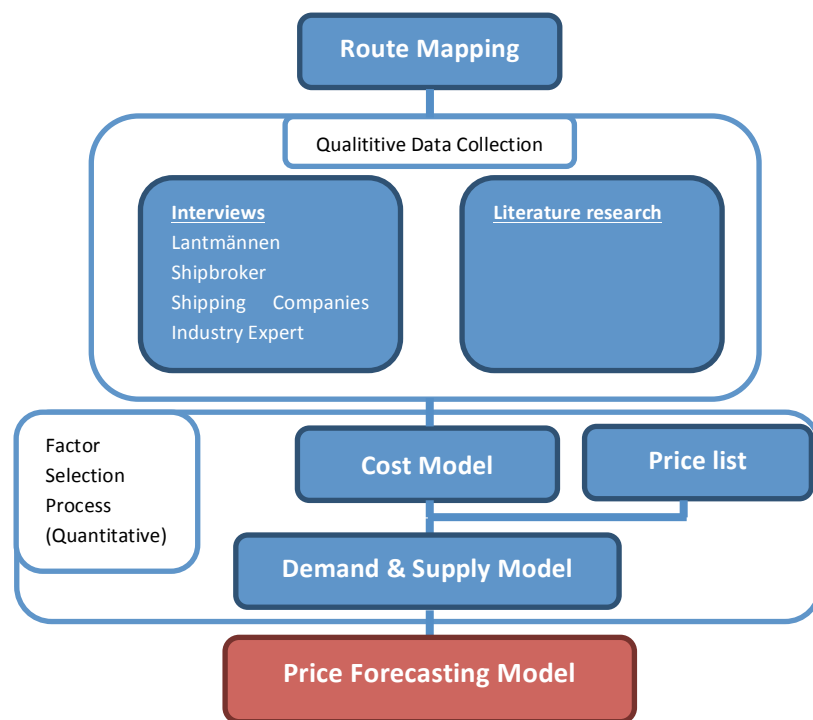 Route Mapping
Qualititive Data Collection
Interviews
Lantmännen
Shipbroker
Shipping Companies
Industry Expert
Literature research
Factor
Selection
Process
(Quantitative)
Cost Model
Price list
Demand & Supply Model
Price Forecasting Model